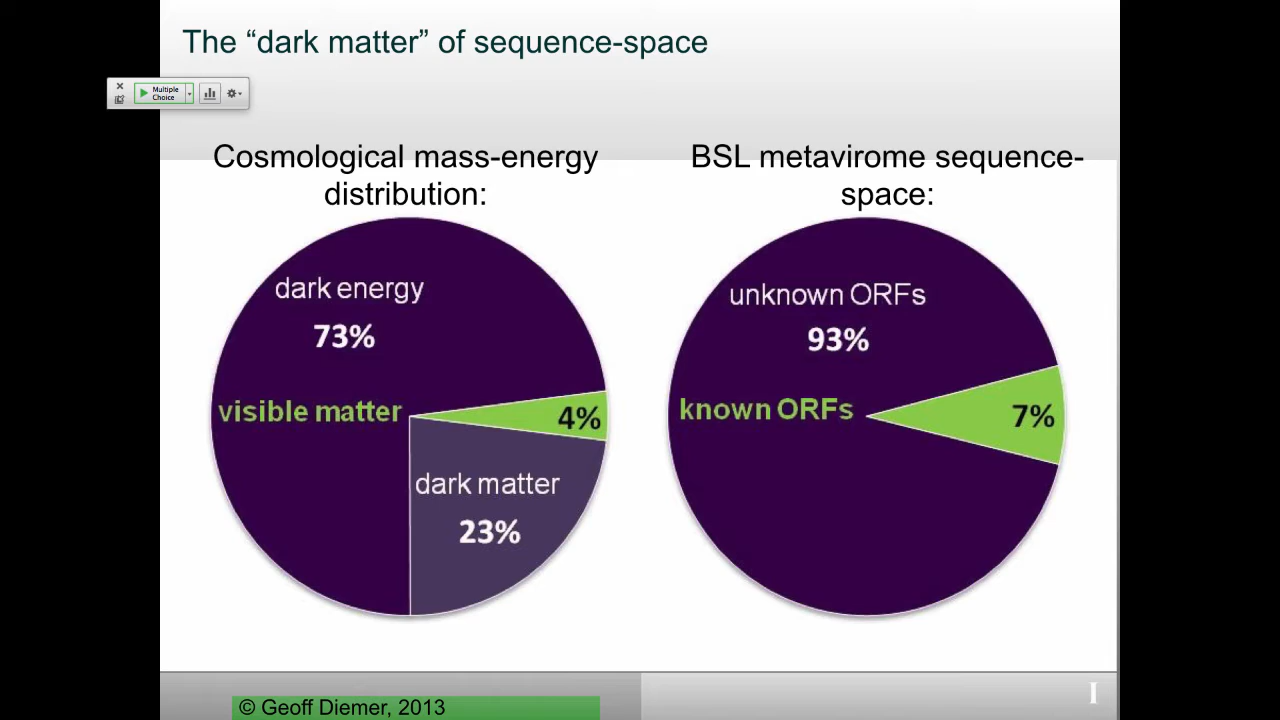 The “dark matter” of sequence-space
Multiple
Choice
Cosmological mass-energy
distribution:
dark energy
73%
visible matter
4%
dark matter
23%
BSL metavirome sequence-
space:
unknown ORFs
93%
known ORFs
7%
© Geoff Diemer, 2013
I